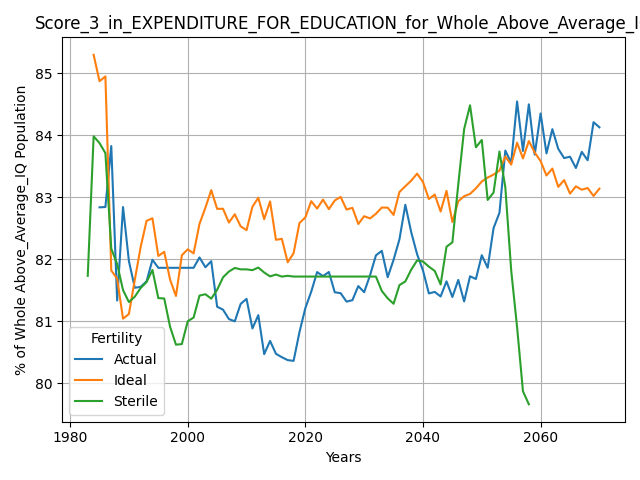 Score_3_in_EXPENDITURE_FOR_EDUCATION_for_Whole_Above_Average_I
% of Whole Above_Average_IQ Population
85
84
83
82
81
80
Fertility
Actual
Ideal
Sterile
1980
2000
2020
2040
2060
Years